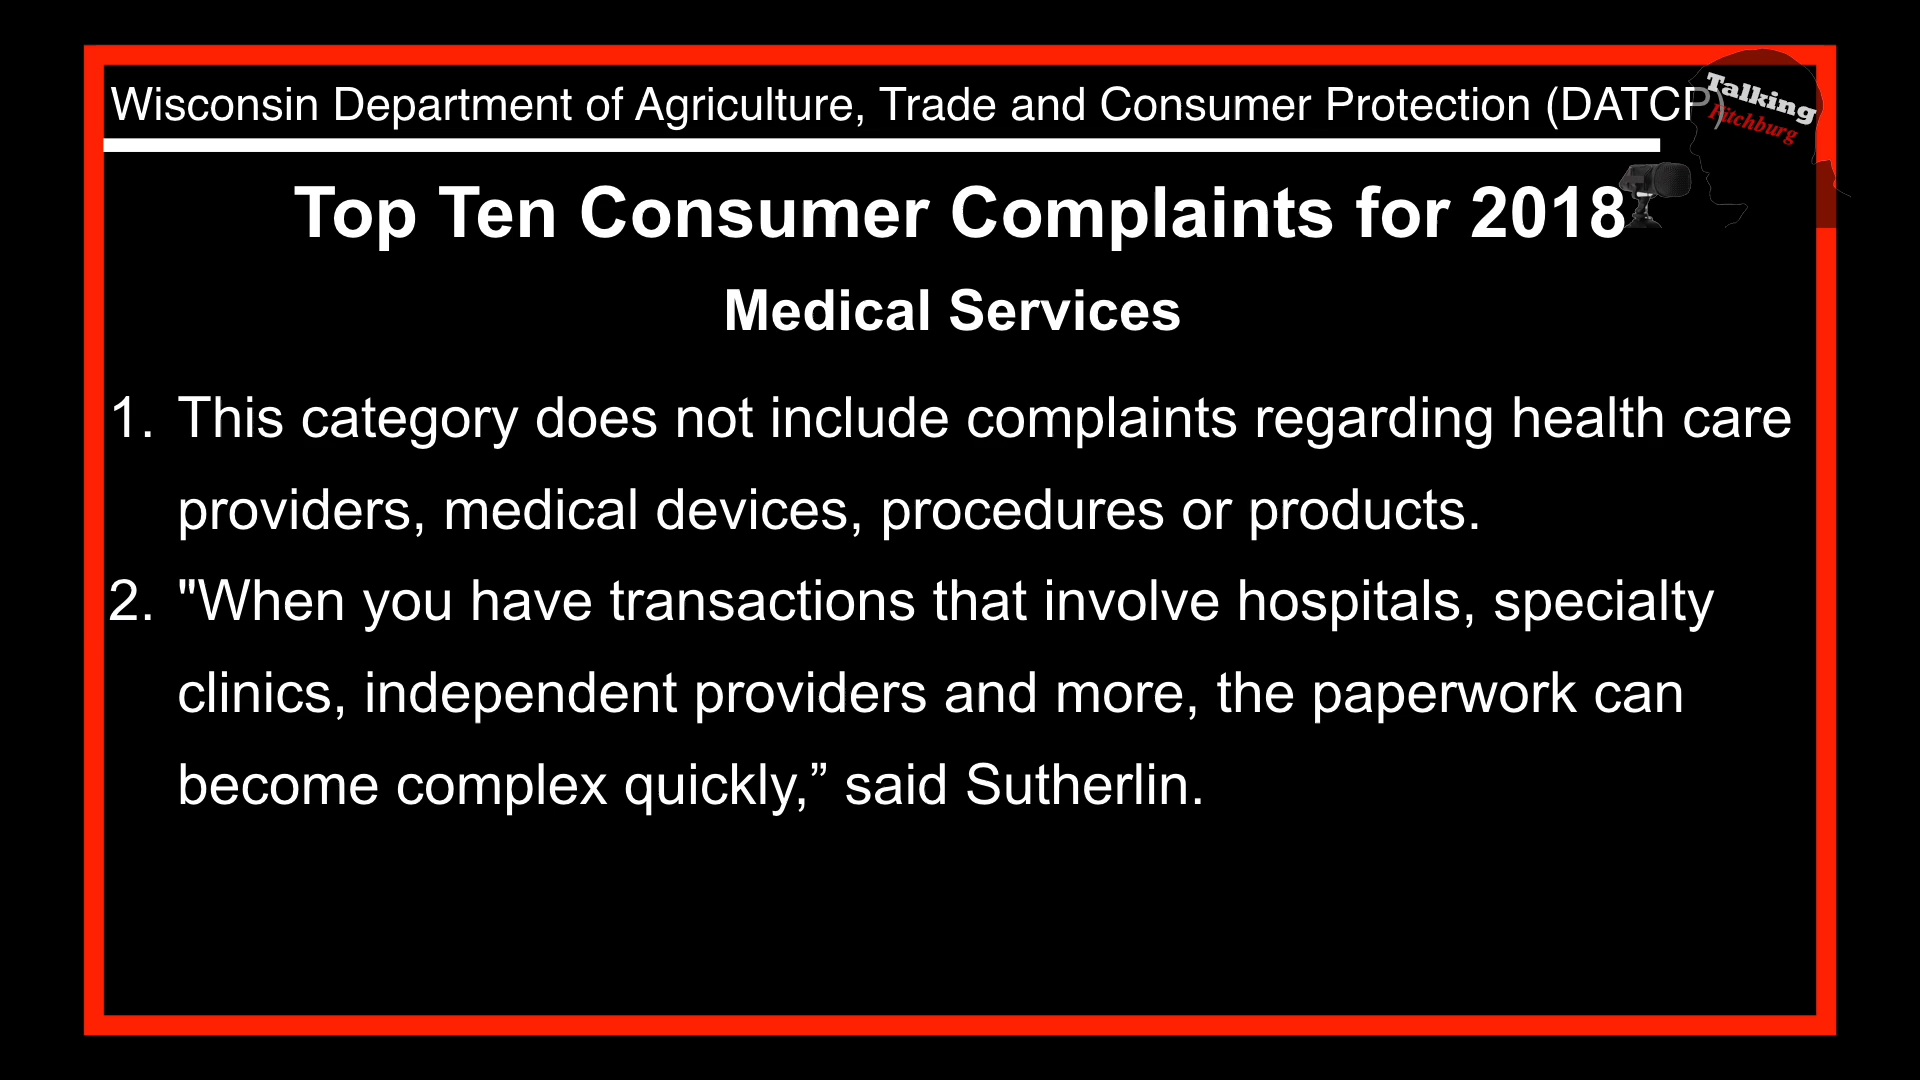 Wisconsin Department of Agriculture, Trade and Consumer Protection (DATCP)
Talking
Fitchburg
Top Ten Consumer Complaints for 2018
Medical Services
1. This category does not include complaints regarding health care
providers, medical devices, procedures or products.
2. "When you have transactions that involve hospitals, specialty
clinics, independent providers and more, the paperwork can
become complex quickly,” said Sutherlin.